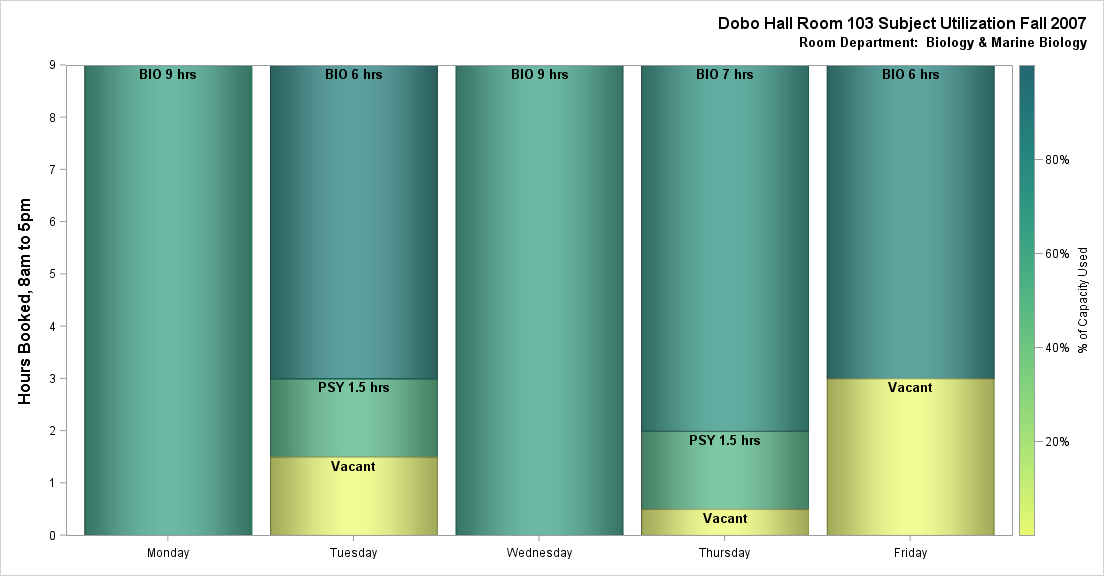 Dobo Hall Room 103 Subject Utilization Fall 2007
Room Department:  Biology & Marine Biology
Hours Booked, 8am to 5pm
9
8
7
6
5
4
3
2
1
0
BIO 9 hrs
BIO 6 hrs
PSY 1.5 hrs
Vacant
BIO 9 hrs
BIO 7 hrs
PSY 1.5 hrs
Vacant
BIO 6 hrs
Vacant
Monday
Tuesday
Wednesday
Thursday
Friday
80%
60%
40%
20%
% of Capacity Used